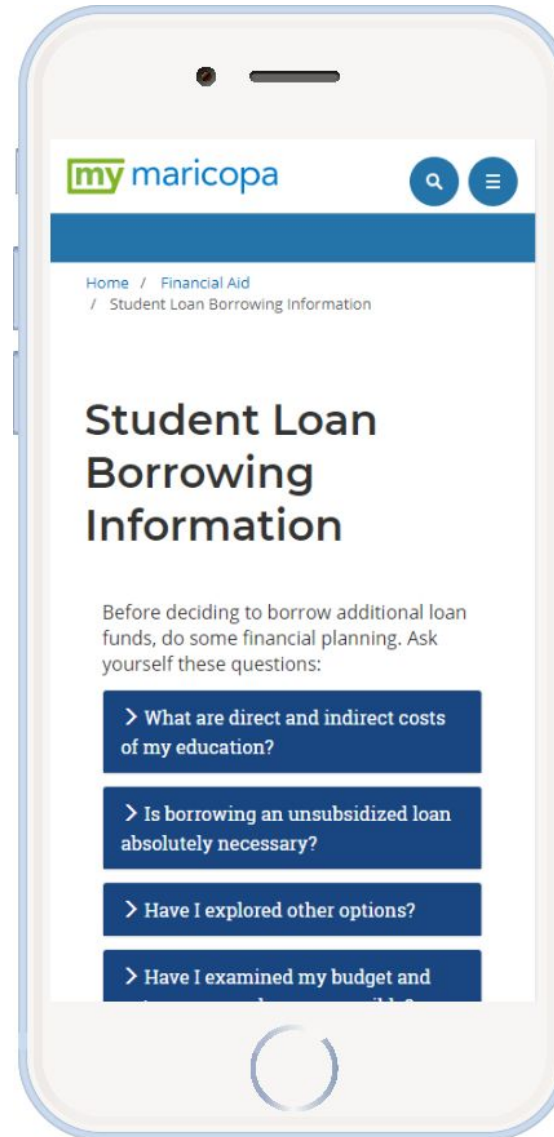 my maricopa
Home / Financial Aid
/ Student Loan Borrowing Information
Student Loan
Borrowing
Information
Before deciding to borrow additional loan
funds, do some financial planning. Ask
yourself these questions:
What are direct and indirect costs
of my education?
Is borrowing an unsubsidized loan
absolutely necessary?
Have I explored other options?
Have I examined my budget and